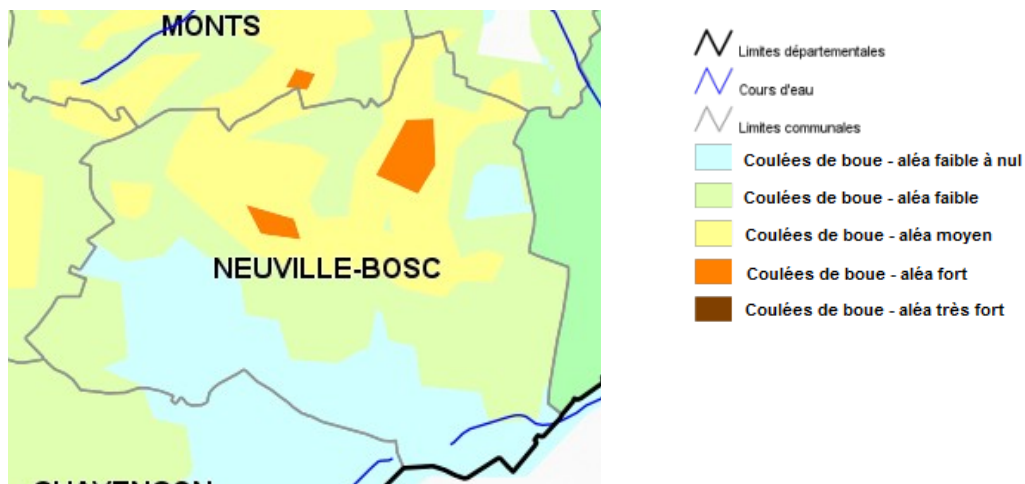 MONTS
NEUVILLE-BOSC
Limites départementales
Cours d'eau
Limites communales
Coulées de boue - aléa faible à nul
Coulées de boue - aléa faible
Coulées de boue - aléa moyen
Coulées de boue - aléa fort
Coulées de boue - aléa très fort